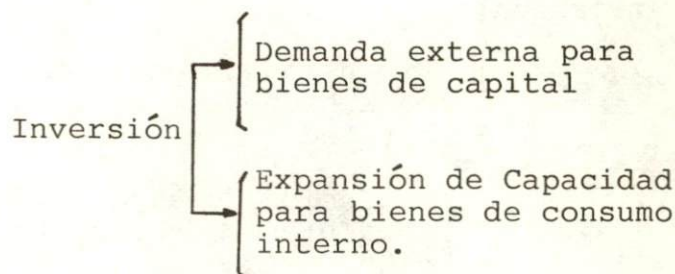 Demanda externa para
bienes de capital
Inversión
Expansión de Capacidad
para bienes de consumo
interno.